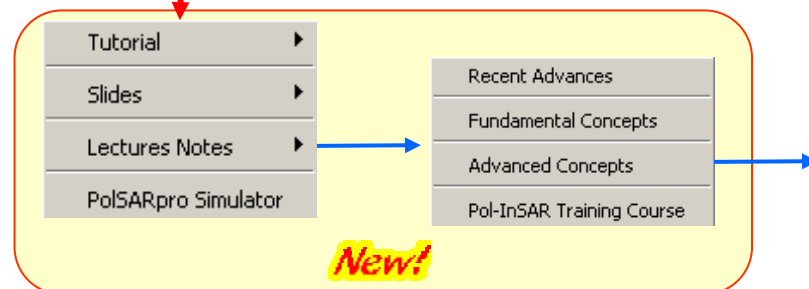 Tutorial
Slides
Lectures Notes
PolSARpro Simulator
Recent Advances
Fundamental Concepts
Advanced Concepts
Pol-InSAR Training Course
New!